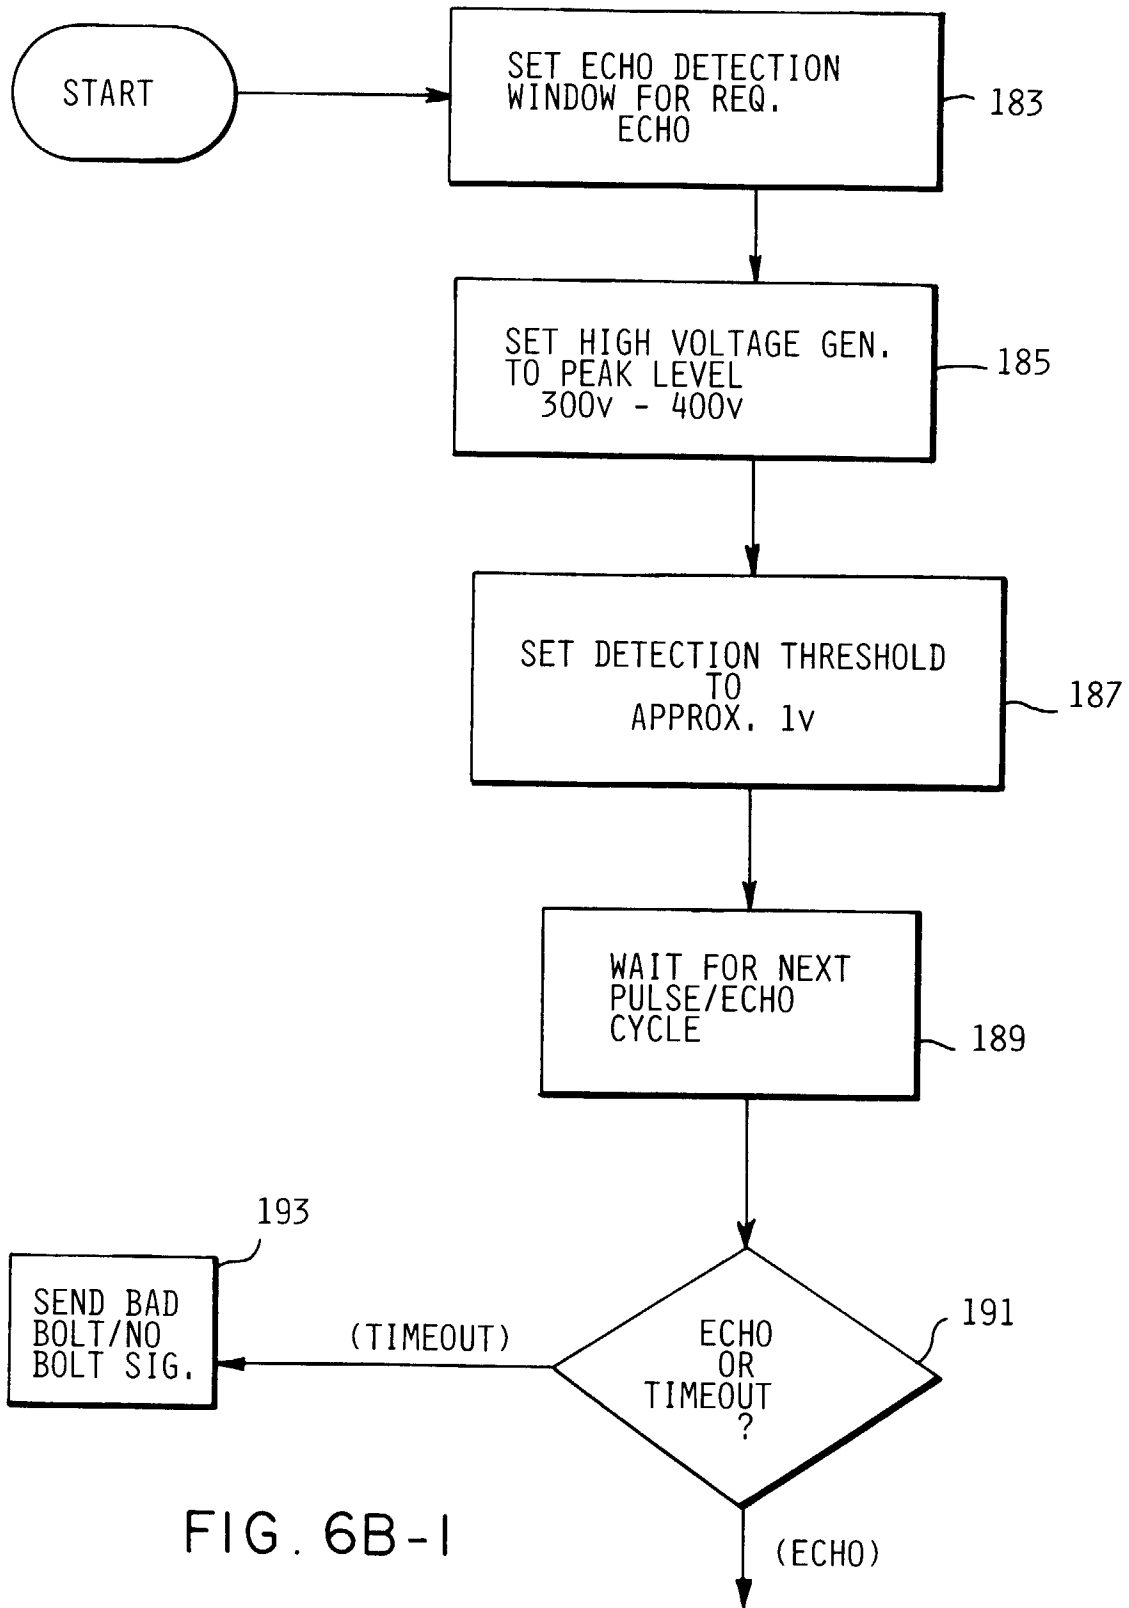 START
SET ECHO DETECTION
WINDOW FOR REQ.
ECHO
183
SET HIGH VOLTAGE GEN.
TO PEAK LEVEL
300v - 400v
185
SET DETECTION THRESHOLD
TO
APPROX. 1v
187
WAIT FOR NEXT
PULSE/ECHO
CYCLE
189
193
SEND BAD
BOLT/NO
BOLT SIG.
(TIMEOUT)
ECHO
OR
TIMEOUT
?
191
(ECHO)
FIG. 6B-1